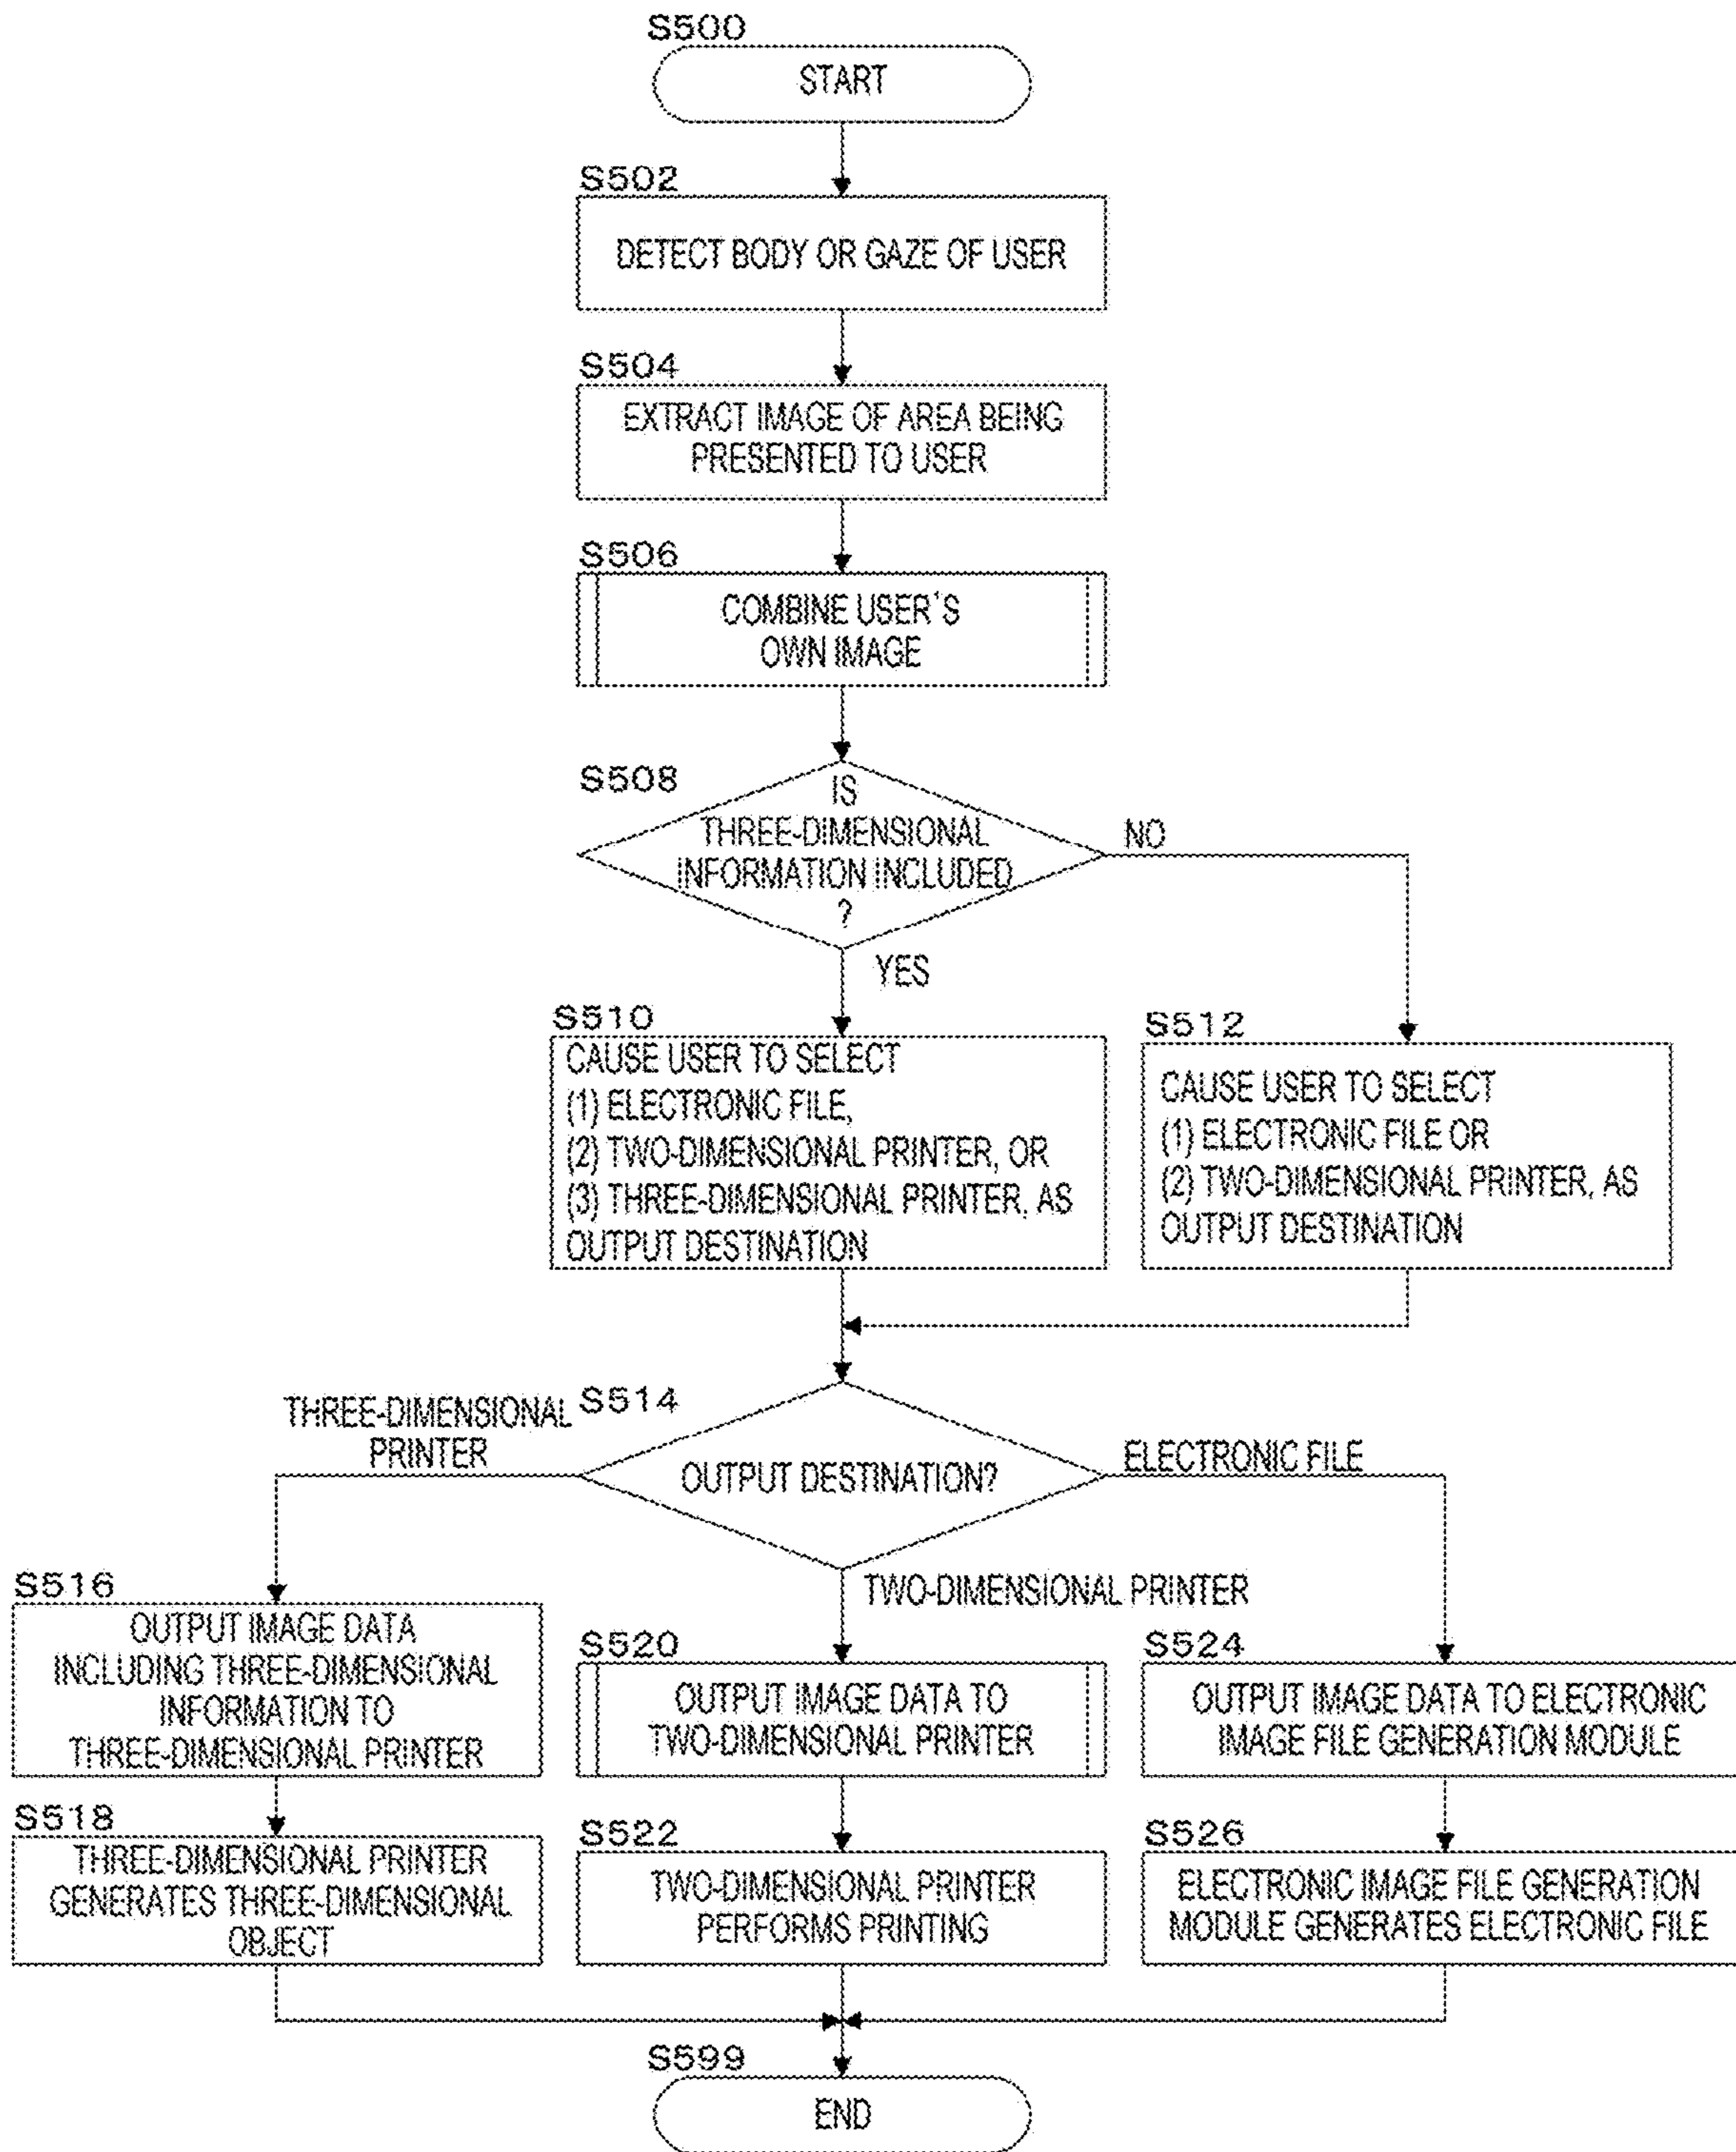 S500
START
S502
DETECT BODY OR GAZE OF USER
S504
EXTRACT IMAGE OF AREA BEING
PRESENTED TO USER
S506
COMBINE USER'S
OWN IMAGE
S508
IS
THREE-DIMENSIONAL
INFORMATION INCLUDED
?
NO
YES
S510
CAUSE USER TO SELECT
(1) ELECTRONIC FILE,
(2) TWO-DIMENSIONAL PRINTER, OR
(3) THREE-DIMENSIONAL PRINTER, AS
OUTPUT DESTINATION
S512
CAUSE USER TO SELECT
(1) ELECTRONIC FILE OR
(2) TWO-DIMENSIONAL PRINTER, AS
OUTPUT DESTINATION
S514
OUTPUT DESTINATION?
THREE-DIMENSIONAL
PRINTER
ELECTRONIC FILE
TWO-DIMENSIONAL PRINTER
S516
OUTPUT IMAGE DATA
INCLUDING THREE-DIMENSIONAL
INFORMATION TO
THREE-DIMENSIONAL PRINTER
S518
THREE-DIMENSIONAL PRINTER
GENERATES THREE-DIMENSIONAL
OBJECT
S520
OUTPUT IMAGE DATA TO
TWO-DIMENSIONAL PRINTER
S522
TWO-DIMENSIONAL PRINTER
PERFORMS PRINTING
S524
OUTPUT IMAGE DATA TO ELECTRONIC
IMAGE FILE GENERATION MODULE
S526
ELECTRONIC IMAGE FILE GENERATION
MODULE GENERATES ELECTRONIC FILE
S599
END